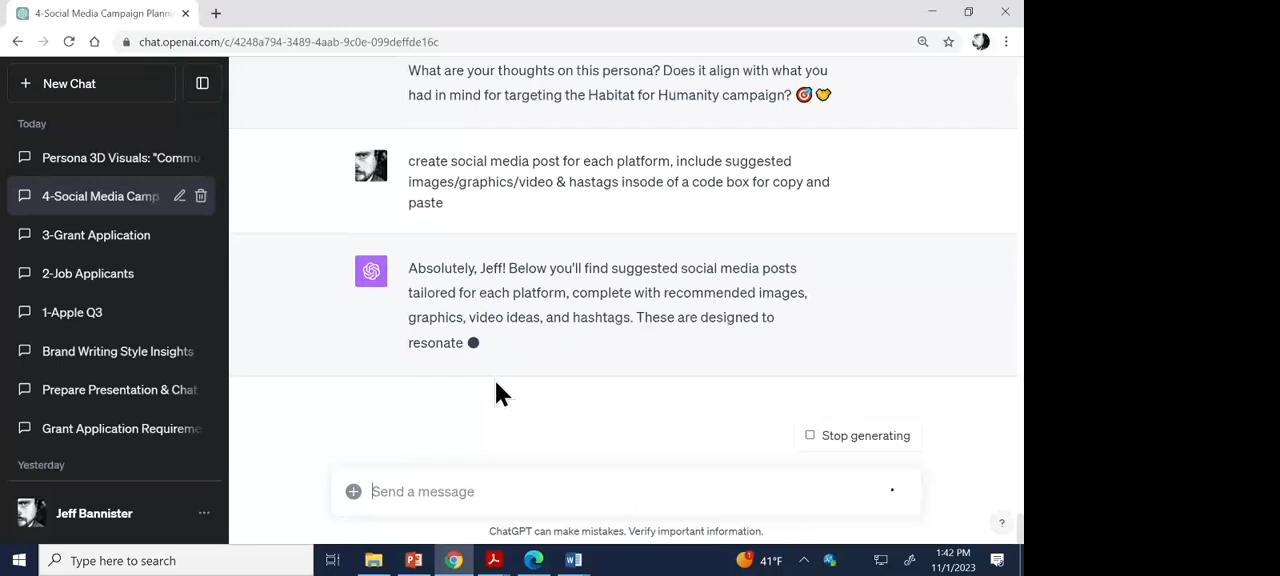 4-Social Media Campaign Planni
chat.openai.com/c/4248a794-3489-4aab-9c0e-099deffde16c
New Chat
Today
Persona 3D Visuals: "Commu
4-Social Media Camp
3-Grant Application
2-Job Applicants
1-Apple Q3
Brand Writing Style Insights
Prepare Presentation & Chat
Grant Application Requireme
Yesterday
Jeff Bannister
What are your thoughts on this persona? Does it align with what you
had in mind for targeting the Habitat for Humanity campaign? 🎯 🤝
create social media post for each platform, include suggested
images/graphics/video & hastags insode of a code box for copy and
paste
Absolutely, Jeff! Below you'll find suggested social media posts
tailored for each platform, complete with recommended images,
graphics, video ideas, and hashtags. These are designed to
resonate
Stop generating
Send a message
ChatGPT can make mistakes. Verify important information.
?
Type here to search
41°F
1:42 PM
11/1/2023